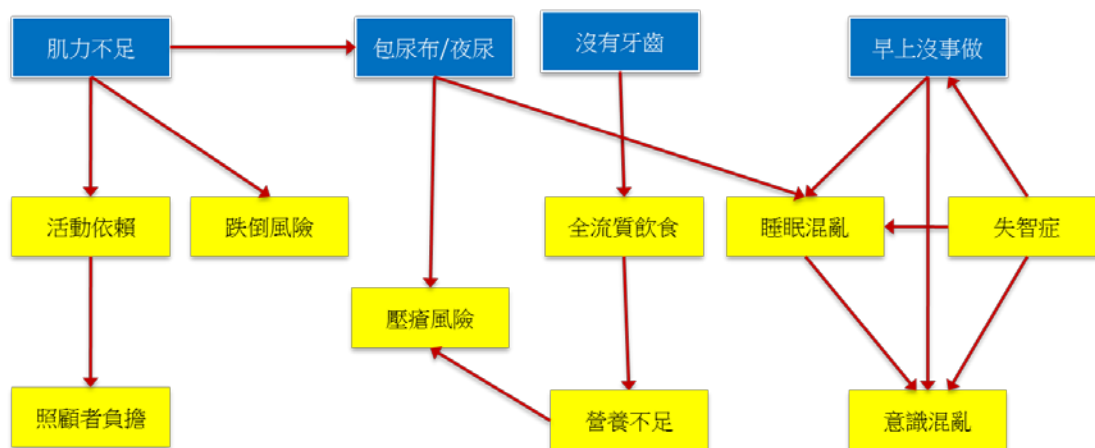 肌力不足
包尿布/夜尿
沒有牙齒
早上沒事做
活動依賴
跌倒風險
全流質飲食
睡眠混亂
失智症
壓瘡風險
照顧者負擔
營養不足
意識混亂